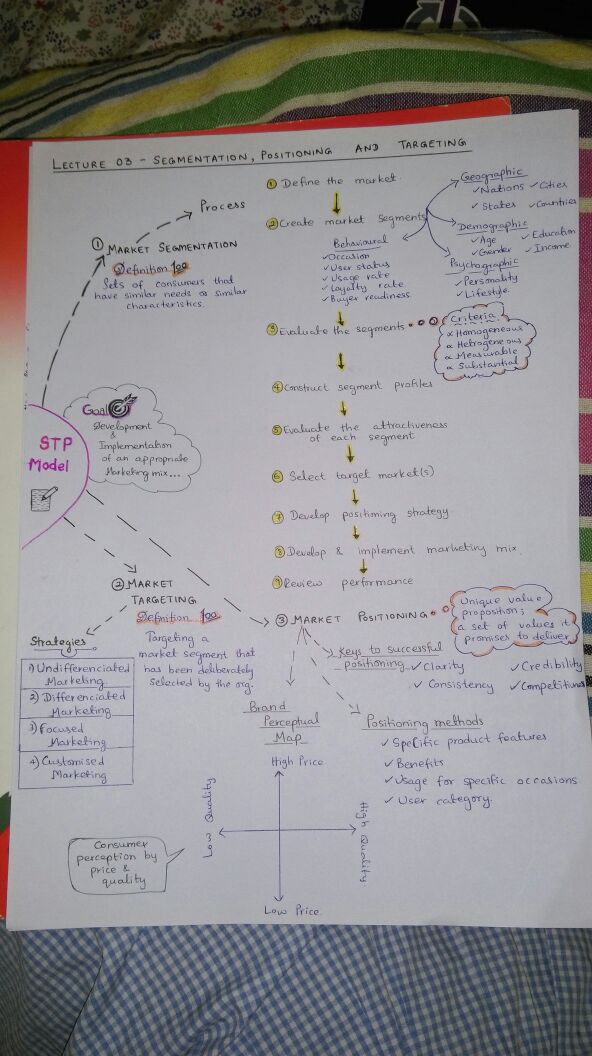 LECTURE 03 - SEGMENTATION, POSITIONING AND TARGETING
STP
Model
Goal
Development
&
Implementation
of an appropriate
Marketing mix...
① MARKET SEGMENTATION
Definition
Sets of consumers that
have similar needs or similar
characteristics.
Process
① Define the market
② Create market segments
Geographic
✓ Nations ✓ Cities
✓ States ✓ Countries
Demographic
✓ Age ✓ Education
✓ Gender ✓ Income
Psychographic
✓ Personality
✓ Lifestyle.
Behavioural
✓ Occasion
✓ User status
✓ Usage rate
✓ Loyalty rate
✓ Buyer readiness
③ Evaluate the segments
Criteria
∝ Homogeneous
∝ Hetrogeneous
∝ Measurable
∝ Substantial
④ Construct segment profiles
⑤ Evaluate the attractiveness
of each segment
⑥ Select target market(s)
⑦ Develop positioning strategy
⑧ Develop & implement marketing mix.
⑨ Review performance
② MARKET
TARGETING
Definition
Targeting a
market segment that
has been deliberately
selected by the org.
Strategies
1) Undifferenciated
Marketing
2) Differenciated
Marketing
3) Focused
Marketing
4) Customised
Marketing
③ MARKET POSITIONING
Unique value
proposition;
a set of values it
promises to deliver
Keys to successful
positioning
✓ Clarity ✓ Credibility
✓ Consistency
Positioning methods
✓ Specific product features
✓ Benefits
✓ Usage for specific occasions
✓ User category.
Brand
Perceptual
Map
High Price
Low Quality
High Quality
Low Price
Consumer
perception by
price &
quality